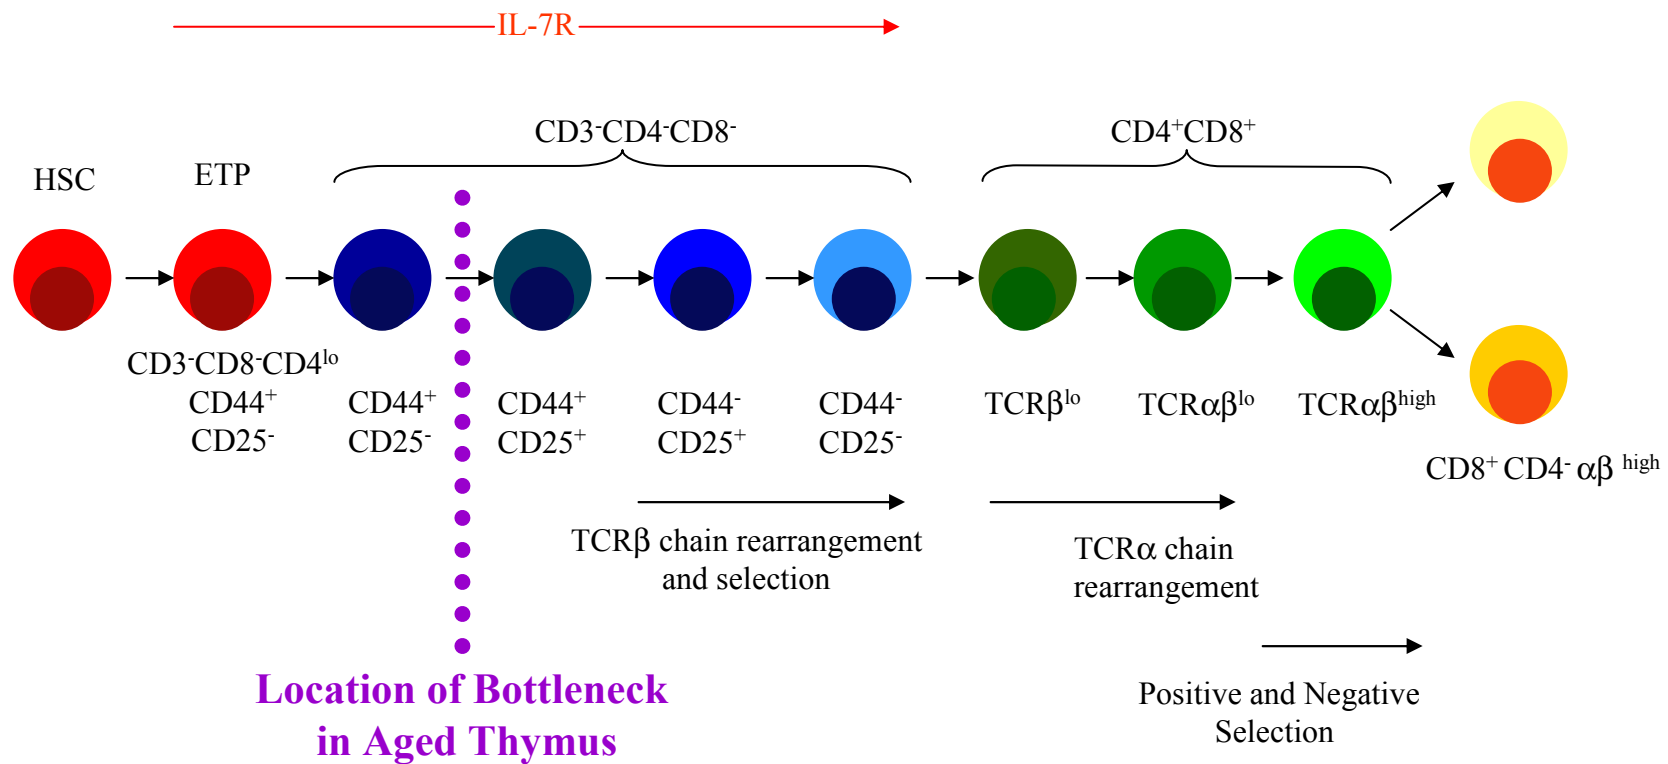 IL-7R
CD3⁻CD4⁻CD8⁻
CD4⁺CD8⁺
HSC
ETP
CD3⁻CD8⁻CD4ˡᵒ
CD44⁺
CD25⁻
CD44⁺
CD25⁻
CD44⁺
CD25⁺
CD44⁻
CD25⁺
CD44⁻
CD25⁻
TCRβˡᵒ
TCRαβˡᵒ
TCRαβʰⁱᵍʰ
CD8⁺ CD4⁻ αβ ʰⁱᵍʰ
TCRβ chain rearrangement
and selection
TCRα chain
rearrangement
Positive and Negative
Selection
Location of Bottleneck
in Aged Thymus